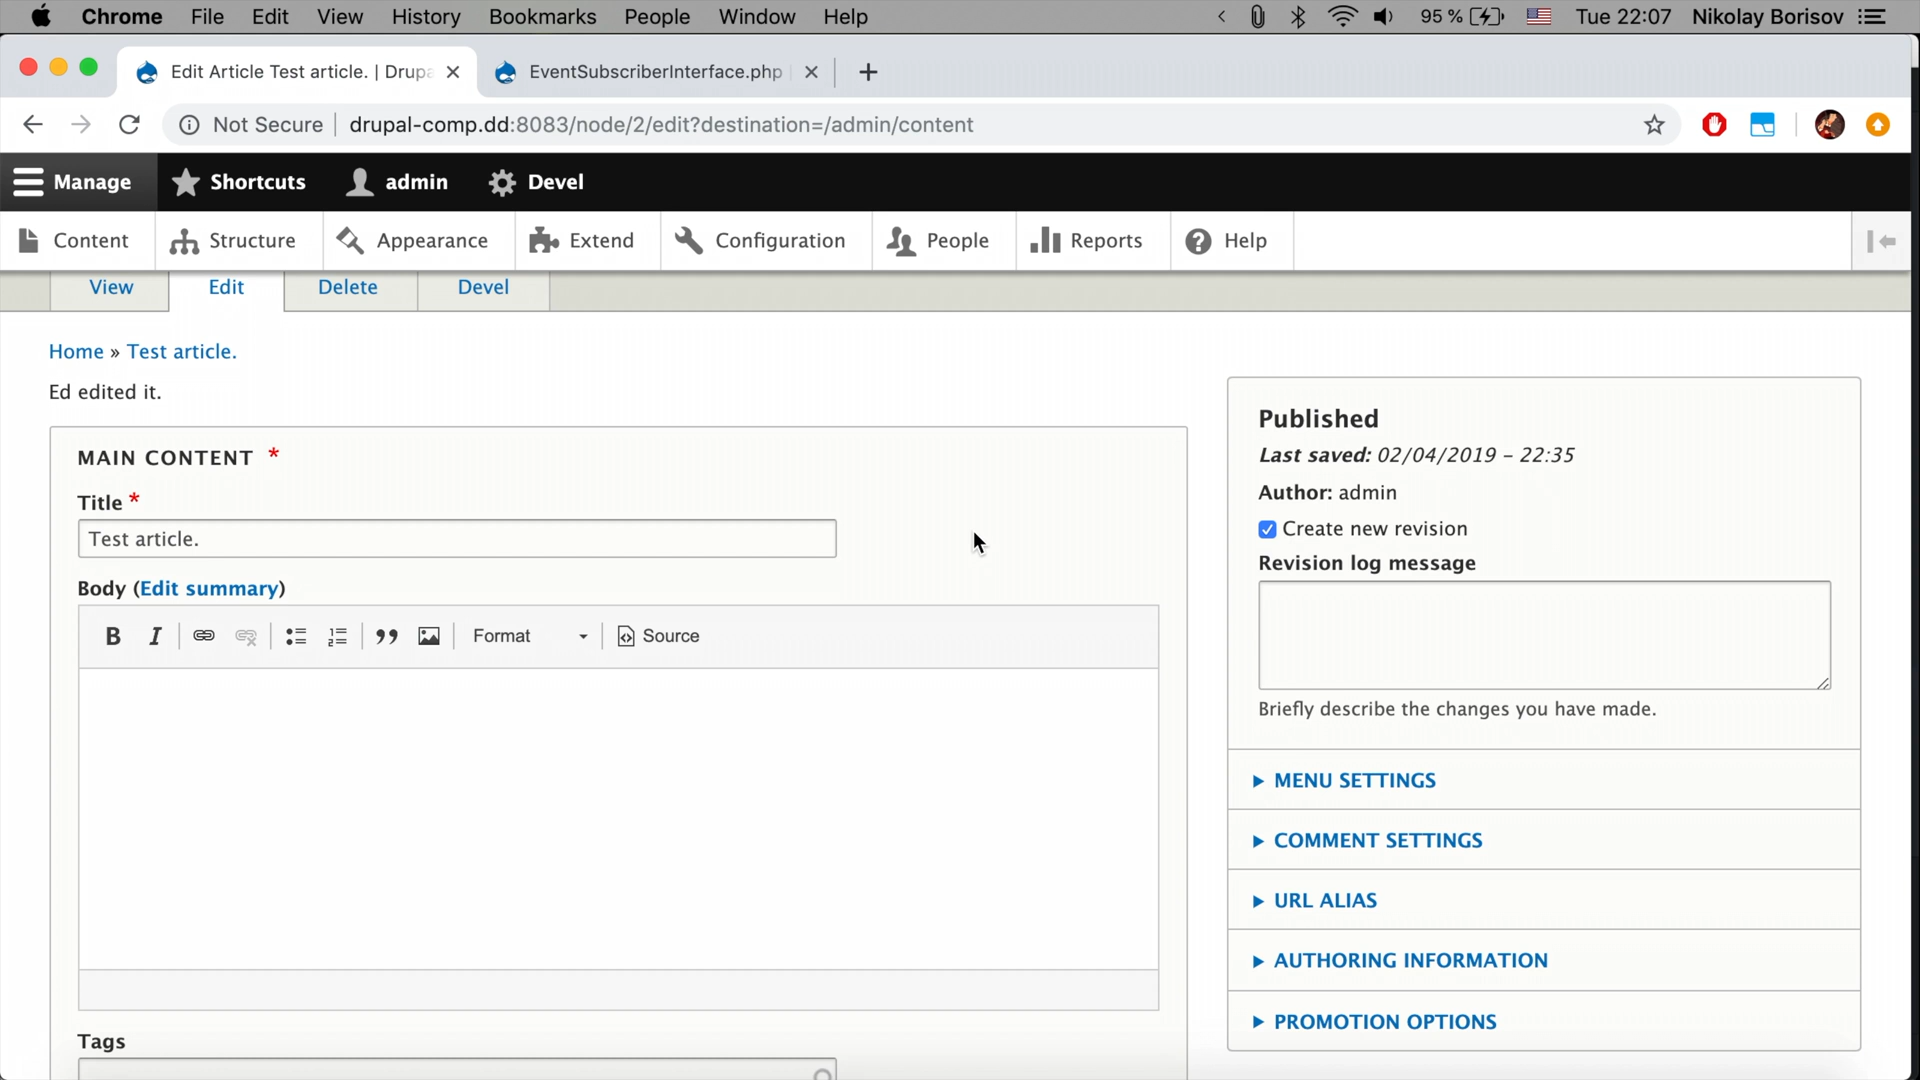 Chrome File Edit View History Bookmarks People Window Help 95 % Tue 22:07 Nikolay Borisov
Edit Article Test article. | Drupa EventSubscriberInterface.php
Not Secure drupal-comp.dd:8083/node/2/edit?destination=/admin/content
Manage Shortcuts admin Devel
Content Structure Appearance Extend Configuration People Reports Help
View Edit Delete Devel
Home » Test article.
Ed edited it.
MAIN CONTENT *
Title *
Test article.
Body (Edit summary)
B I Format Source
Tags
Published
Last saved: 02/04/2019 - 22:35
Author: admin
Create new revision
Revision log message
Briefly describe the changes you have made.
MENU SETTINGS
COMMENT SETTINGS
URL ALIAS
AUTHORING INFORMATION
PROMOTION OPTIONS